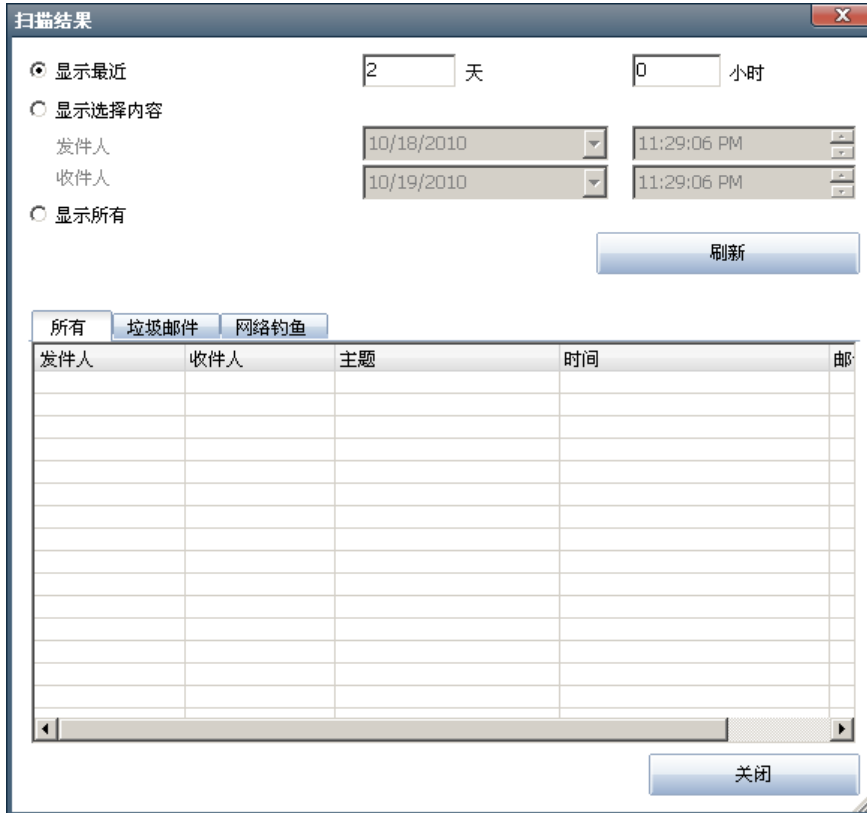 扫描结果
显示最近 2 天 0 小时
显示选择内容
发件人 10/18/2010 11:29:06 PM
收件人 10/19/2010 11:29:06 PM
显示所有
刷新
所有 垃圾邮件 网络钓鱼
发件人 收件人 主题 时间 邮
关闭